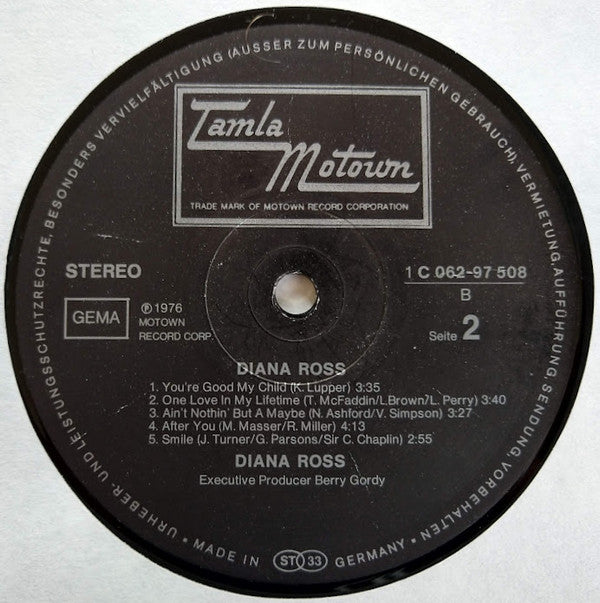 URHEBER- UND LEISTUNGSSCHUTZRECHTE, BESONDERS VERVIELFÄLTIGUNG (AUSSER ZUM PERSÖNLICHEN GEBRAUCH), VERMIETUNG, AUFFÜHRUNG, SENDUNG, VORBEHALTEN •
Tamla
Motown
TRADE MARK OF MOTOWN RECORD CORPORATION
STEREO
1 C 062-97 508
B
GEMA
℗ 1976
MOTOWN
RECORD CORP.
Seite 2
DIANA ROSS
1. You're Good My Child (K. Lupper) 3:35
2. One Love In My Lifetime (T. McFaddin/L.Brown/L. Perry) 3:40
3. Ain't Nothin' But A Maybe (N. Ashford/V. Simpson) 3:27
4. After You (M. Masser/R. Miller) 4:13
5. Smile (J. Turner/G. Parsons/Sir C. Chaplin) 2:55
DIANA ROSS
Executive Producer Berry Gordy
• MADE IN ST 33 GERMANY •